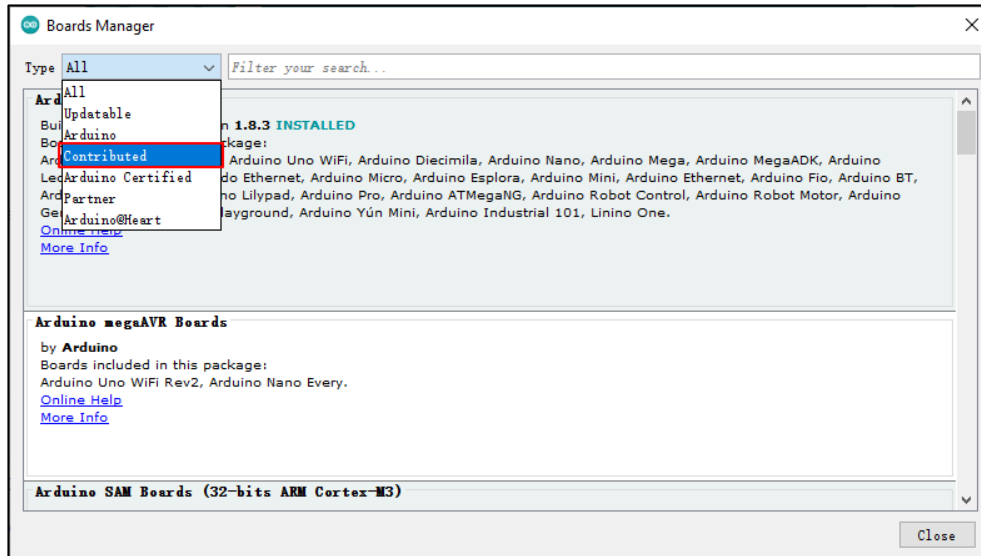 Boards Manager
Type All Filter your search...
All
Updatable
Arduino
Contributed
Arduino Certified
Partner
Arduino@Heart
1.8.3 INSTALLED
Arduino Uno WiFi, Arduino Diecimila, Arduino Nano, Arduino Mega, Arduino MegaADK, Arduino
Ethernet, Arduino Micro, Arduino Esplora, Arduino Mini, Arduino Ethernet, Arduino Fio, Arduino BT,
Lilypad, Arduino Pro, Arduino ATMegaNG, Arduino Robot Control, Arduino Robot Motor, Arduino
Arduino Yún Mini, Arduino Industrial 101, Linino One.
Online Help
More Info
Arduino megaAVR Boards
by Arduino
Boards included in this package:
Arduino Uno WiFi Rev2, Arduino Nano Every.
Online Help
More Info
Arduino SAM Boards (32-bits ARM Cortex-M3)
Close